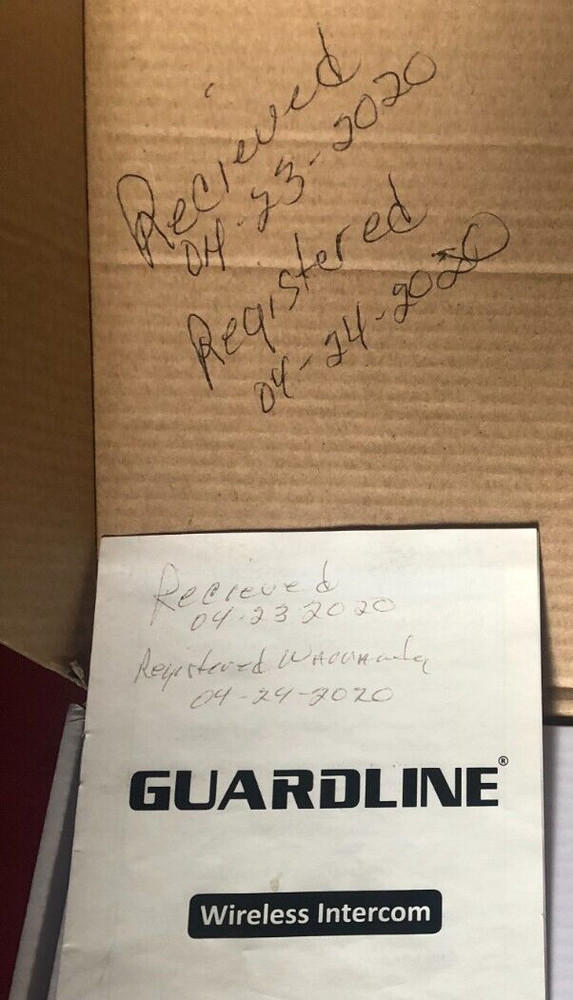 Recieved
04-23-2020
Registered
04-24-2020
Recieved
04-23 2020
Registered Warranty
04-24-2020
GUARDLINE®
Wireless Intercom